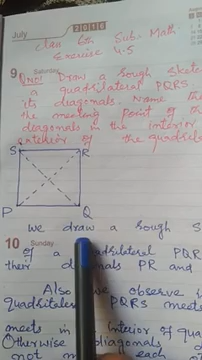 July
2016
Class 6th Sub- Math
Exercise 4.5
9 Saturday
Draw a rough sketch
a quadrilateral PQRS
its diagonals. Name the
the meeting point of the
diagonals in the interior
exterior of the quadrila
S R
P Q
We draw a rough S
10 Sunday
of a quadrilateral PQR
their diagonals PR and
Also we observe
Quadrilateral PQRS meets
meets in interior of qua
Otherwise diagonals
not meet each